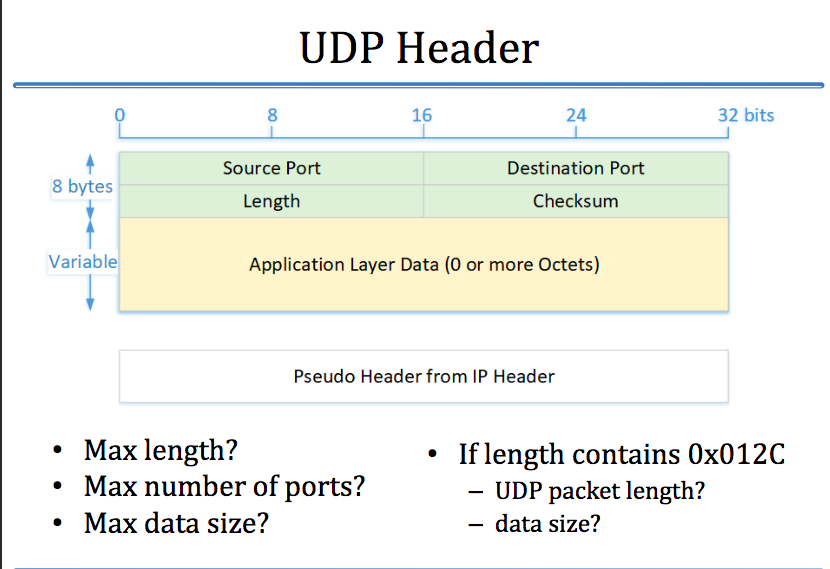 UDP Header
0 8 16 24 32 bits
8 bytes
Source Port Destination Port
Length Checksum
Variable
Application Layer Data (0 or more Octets)
Pseudo Header from IP Header
• Max length?
• Max number of ports?
• Max data size?
• If length contains 0x012C
– UDP packet length?
– data size?